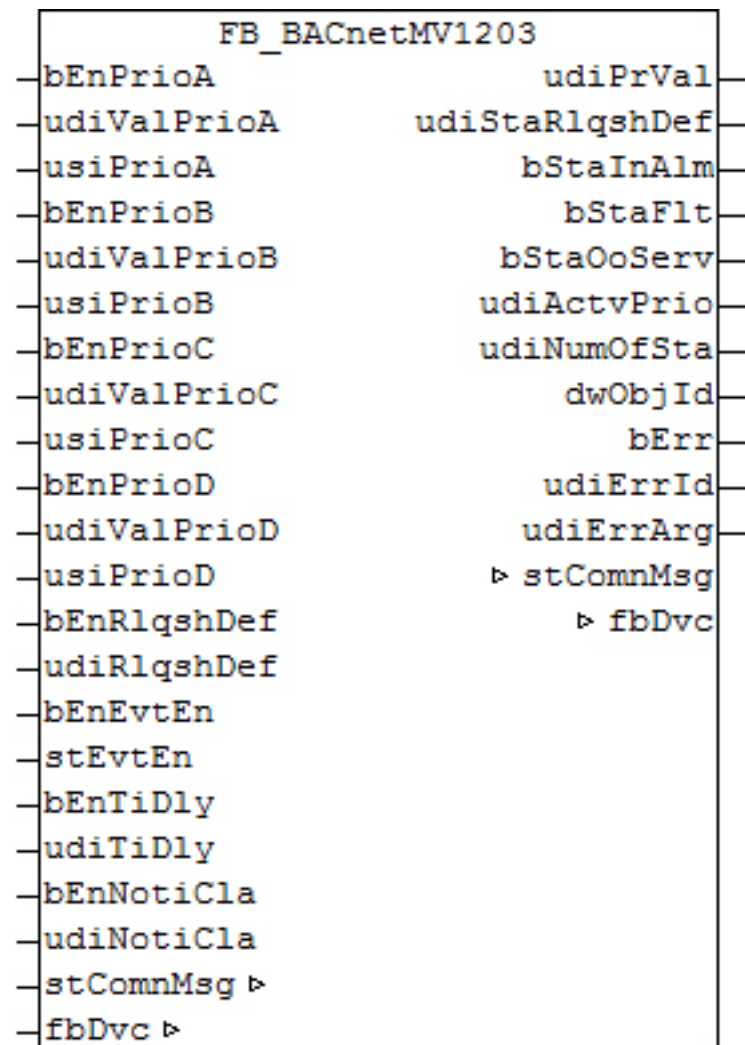 FB_BACnetMV1203
bEnPrioA udiPrVal
udiValPrioA udiStaRlqshDef
usiPrioA bStaInAlm
bEnPrioB bStaFlt
udiValPrioB bStaOoServ
usiPrioB udiActvPrio
bEnPrioC udiNumOfSta
udiValPrioC dwObjId
usiPrioC bErr
bEnPrioD udiErrId
udiValPrioD udiErrArg
usiPrioD ▷ stComnMsg
bEnRlqshDef ▷ fbDvc
udiRlqshDef
bEnEvtEn
stEvtEn
bEnTiDly
udiTiDly
bEnNotiCla
udiNotiCla
stComnMsg ▷
fbDvc ▷